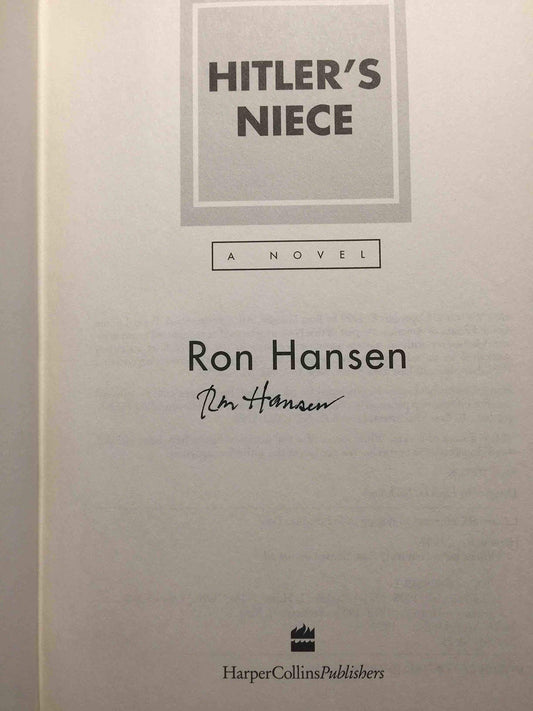 HITLER'S
NIECE
A NOVEL
Ron Hansen
Ron Hansen
HarperCollinsPublishers